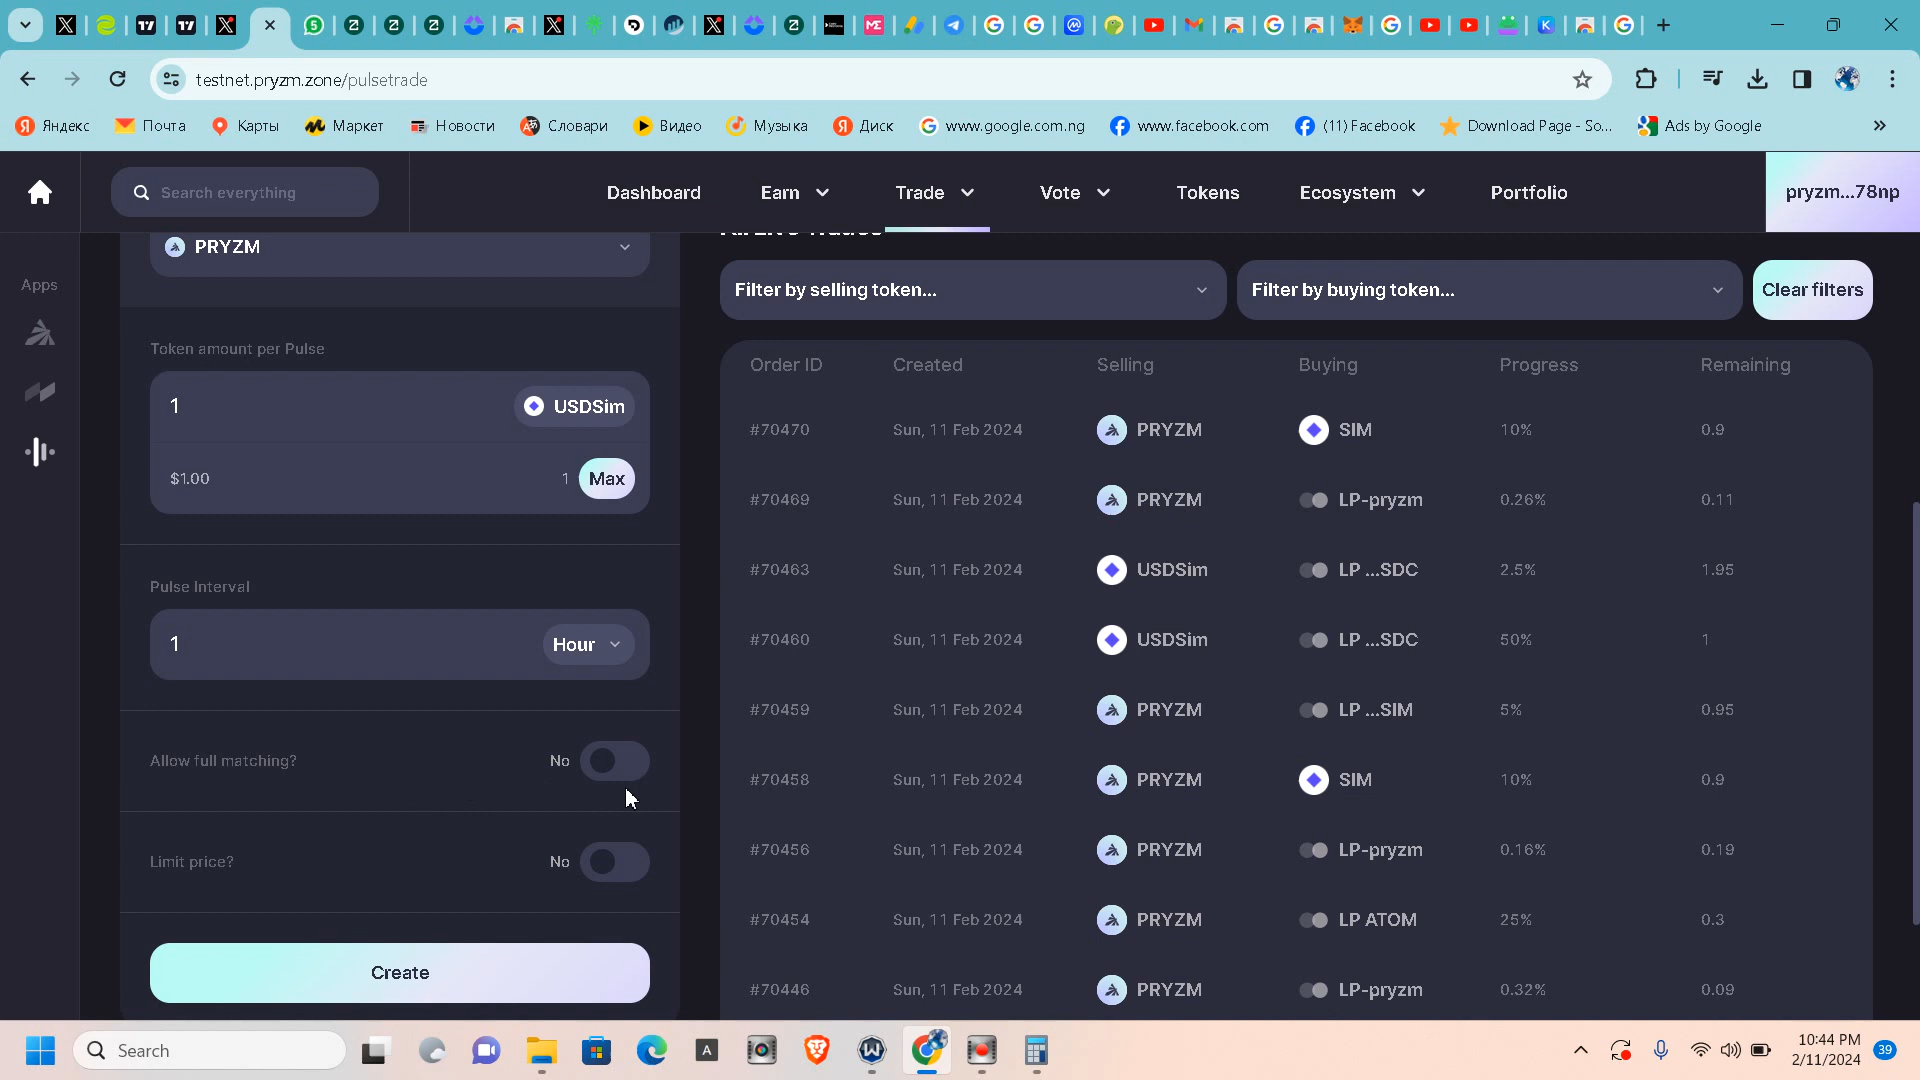 testnet.pryzm.zone/pulsetrade
Яндекс
Почта
Карты
Маркет
Новости
Словари
Видео
Музыка
Диск
www.google.com.ng
www.facebook.com
(11) Facebook
Download Page - So...
Ads by Google
Search everything
Dashboard
Earn
Trade
Vote
Tokens
Ecosystem
Portfolio
pryzm...78np
Apps
PRYZM
Token amount per Pulse
1 USDSim
$1.00 1 Max
Pulse Interval
1 Hour
Allow full matching? No
Limit price? No
Create
Filter by selling token...
Filter by buying token...
Clear filters
Order ID Created Selling Buying Progress Remaining
#70470 Sun, 11 Feb 2024 PRYZM SIM 10% 0.9
#70469 Sun, 11 Feb 2024 PRYZM LP-pryzm 0.26% 0.11
#70463 Sun, 11 Feb 2024 USDSim LP ...SDC 2.5% 1.95
#70460 Sun, 11 Feb 2024 USDSim LP ...SDC 50% 1
#70459 Sun, 11 Feb 2024 PRYZM LP ...SIM 5% 0.95
#70458 Sun, 11 Feb 2024 PRYZM SIM 10% 0.9
#70456 Sun, 11 Feb 2024 PRYZM LP-pryzm 0.16% 0.19
#70454 Sun, 11 Feb 2024 PRYZM LP ATOM 25% 0.3
#70446 Sun, 11 Feb 2024 PRYZM LP-pryzm 0.32% 0.09
Search
10:44 PM
2/11/2024
39